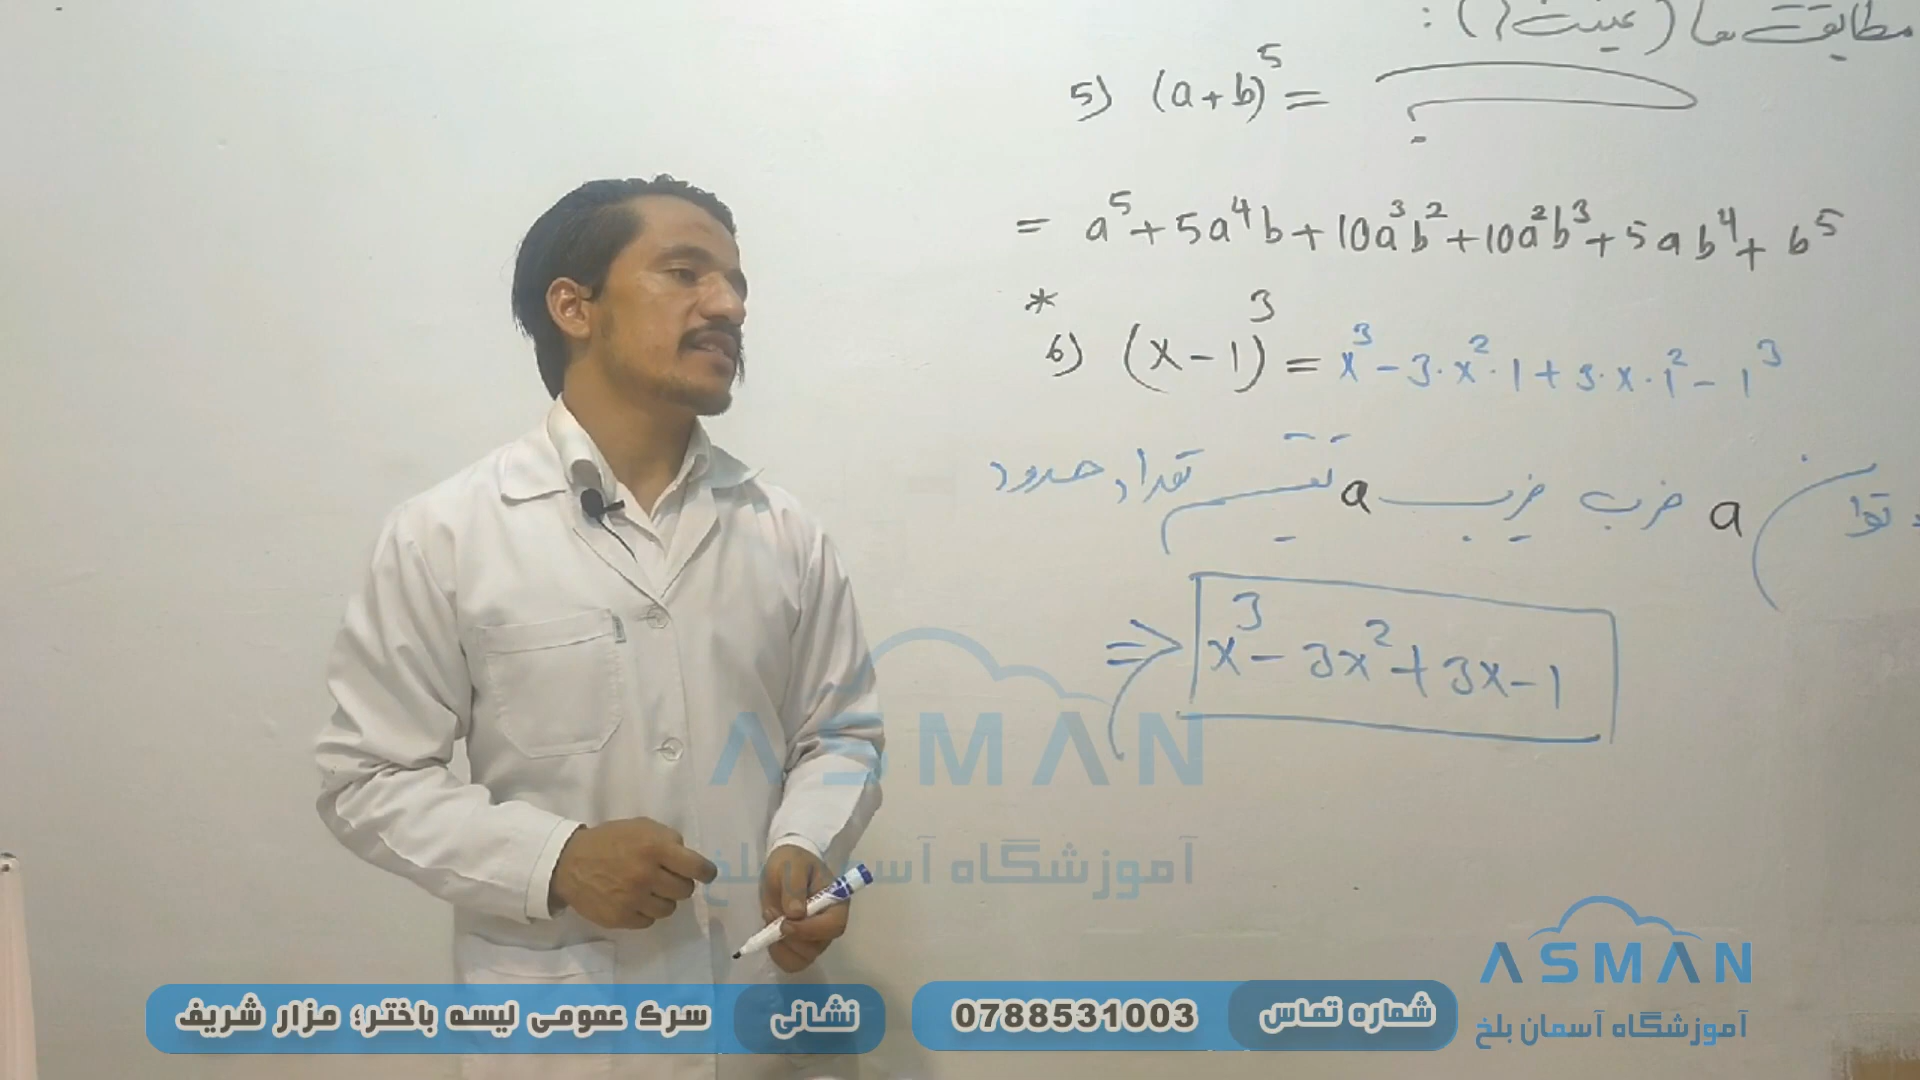 مطابقت ها (عینیت ها) :
5) (a+b)^5 = ?
= a^5 + 5a^4b + 10a^3b^2 + 10a^2b^3 + 5ab^4 + b^5
*
6) (x-1)^3 = x^3 - 3·x^2·1 + 3·x·1^2 - 1^3
توان a ضرب ضریب a تقسیم تعداد حدود
⇒ x^3 - 3x^2 + 3x - 1
ASMAN
آموزشگاه آسمان بلخ
ASMAN
آموزشگاه آسمان بلخ
شماره تماس 0788531003
نشانی سرک عمومی لیسه باختر؛ مزار شریف